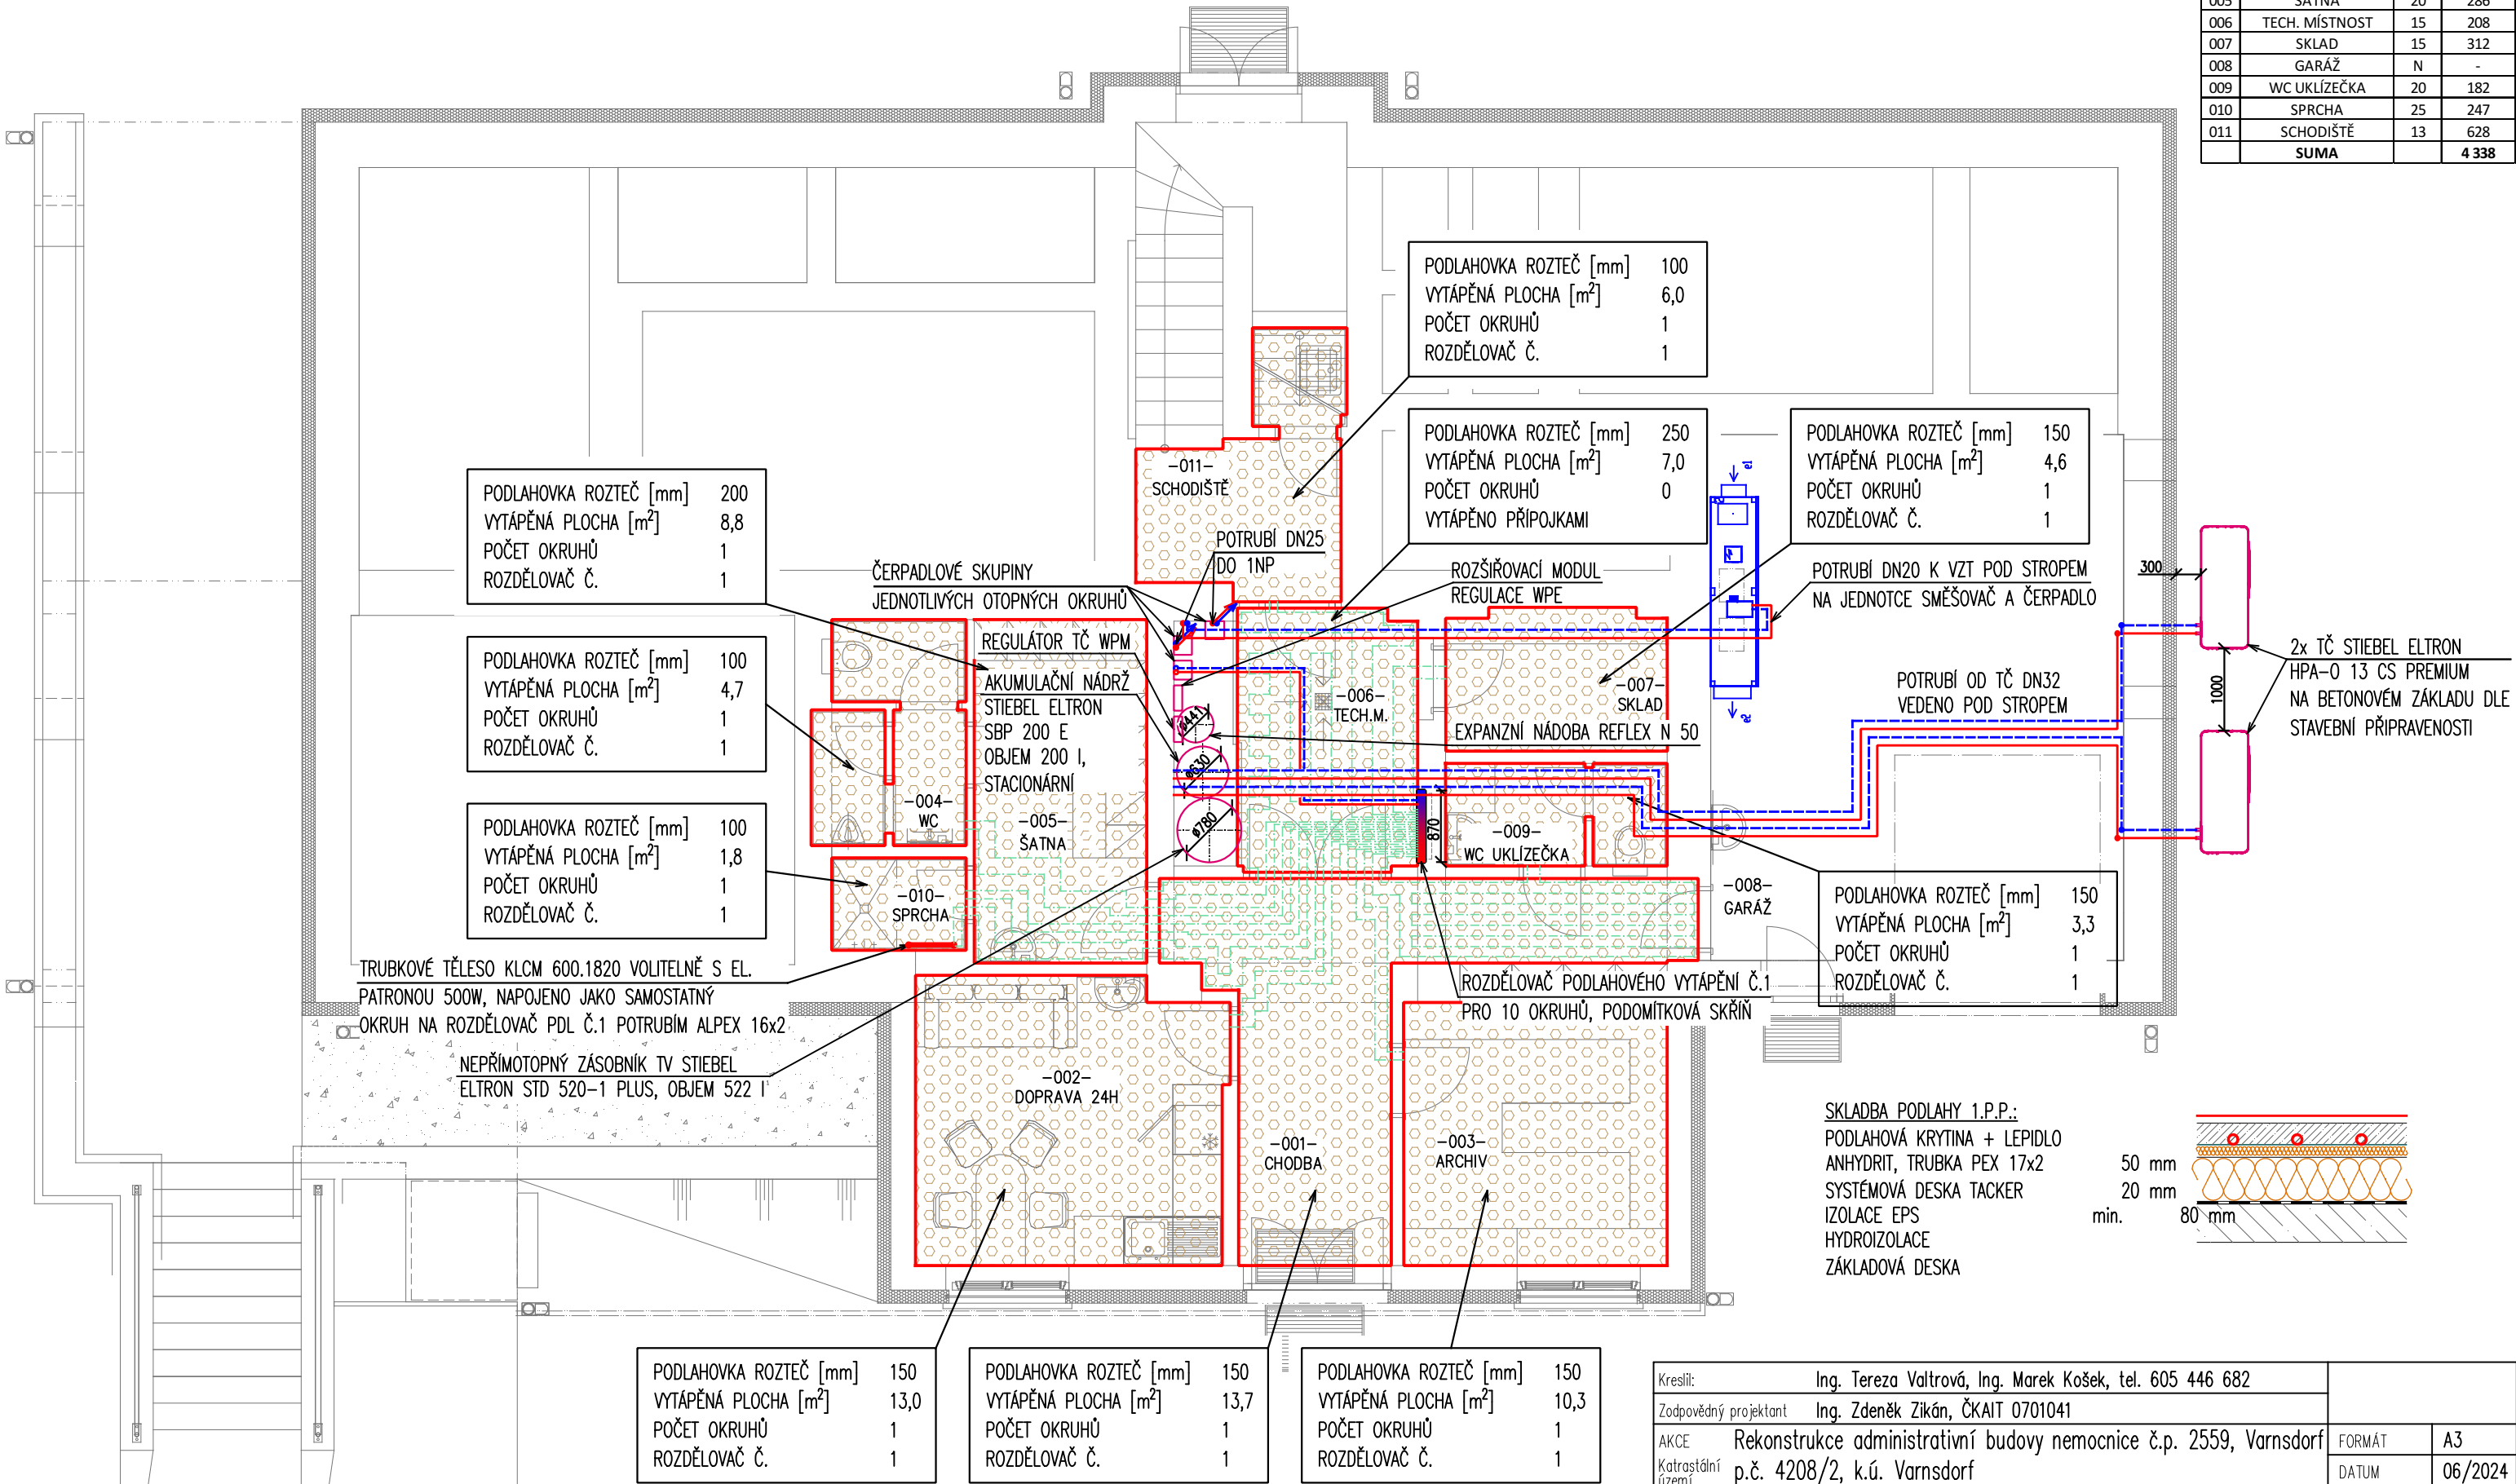 005 ŠATNA 20 286
006 TECH. MÍSTNOST 15 208
007 SKLAD 15 312
008 GARÁŽ N -
009 WC UKLÍZEČKA 20 182
010 SPRCHA 25 247
011 SCHODIŠTĚ 13 628
SUMA 4 338
PODLAHOVKA ROZTEČ [mm] 100
VYTÁPĚNÁ PLOCHA [m²] 6,0
POČET OKRUHŮ 1
ROZDĚLOVAČ Č. 1
PODLAHOVKA ROZTEČ [mm] 250
VYTÁPĚNÁ PLOCHA [m²] 7,0
POČET OKRUHŮ 0
VYTÁPĚNO PŘÍPOJKAMI
PODLAHOVKA ROZTEČ [mm] 150
VYTÁPĚNÁ PLOCHA [m²] 4,6
POČET OKRUHŮ 1
ROZDĚLOVAČ Č. 1
PODLAHOVKA ROZTEČ [mm] 200
VYTÁPĚNÁ PLOCHA [m²] 8,8
POČET OKRUHŮ 1
ROZDĚLOVAČ Č. 1
-011-
SCHODIŠTĚ
e1
e2
POTRUBÍ DN25
DO 1NP
ČERPADLOVÉ SKUPINY
JEDNOTLIVÝCH OTOPNÝCH OKRUHŮ
ROZŠIŘOVACÍ MODUL
REGULACE WPE
POTRUBÍ DN20 K VZT POD STROPEM
NA JEDNOTCE SMĚŠOVAČ A ČERPADLO
300
1000
2x TČ STIEBEL ELTRON
HPA-O 13 CS PREMIUM
NA BETONOVÉM ZÁKLADU DLE
STAVEBNÍ PŘIPRAVENOSTI
PODLAHOVKA ROZTEČ [mm] 100
VYTÁPĚNÁ PLOCHA [m²] 4,7
POČET OKRUHŮ 1
ROZDĚLOVAČ Č. 1
REGULÁTOR TČ WPM
AKUMULAČNÍ NÁDRŽ
STIEBEL ELTRON
SBP 200 E
OBJEM 200 l,
STACIONÁRNÍ
-006-
TECH.M.
-007-
SKLAD
POTRUBÍ OD TČ DN32
VEDENO POD STROPEM
EXPANZNÍ NÁDOBA REFLEX N 50
ø441
ø630
ø780
870
-004-
WC
-005-
ŠATNA
-009-
WC UKLÍZEČKA
PODLAHOVKA ROZTEČ [mm] 100
VYTÁPĚNÁ PLOCHA [m²] 1,8
POČET OKRUHŮ 1
ROZDĚLOVAČ Č. 1
-010-
SPRCHA
-008-
GARÁŽ
PODLAHOVKA ROZTEČ [mm] 150
VYTÁPĚNÁ PLOCHA [m²] 3,3
POČET OKRUHŮ 1
ROZDĚLOVAČ Č. 1
TRUBKOVÉ TĚLESO KLCM 600.1820 VOLITELNĚ S EL.
PATRONOU 500W, NAPOJENO JAKO SAMOSTATNÝ
OKRUH NA ROZDĚLOVAČ PDL Č.1 POTRUBÍM ALPEX 16x2
ROZDĚLOVAČ PODLAHOVÉHO VYTÁPĚNÍ Č.1
PRO 10 OKRUHŮ, PODOMÍTKOVÁ SKŘÍŇ
NEPŘÍMOTOPNÝ ZÁSOBNÍK TV STIEBEL
ELTRON STD 520-1 PLUS, OBJEM 522 l
-002-
DOPRAVA 24H
-001-
CHODBA
-003-
ARCHIV
SKLADBA PODLAHY 1.P.P.:
PODLAHOVÁ KRYTINA + LEPIDLO
ANHYDRIT, TRUBKA PEX 17x2 50 mm
SYSTÉMOVÁ DESKA TACKER 20 mm
IZOLACE EPS min. 80 mm
HYDROIZOLACE
ZÁKLADOVÁ DESKA
PODLAHOVKA ROZTEČ [mm] 150
VYTÁPĚNÁ PLOCHA [m²] 13,0
POČET OKRUHŮ 1
ROZDĚLOVAČ Č. 1
PODLAHOVKA ROZTEČ [mm] 150
VYTÁPĚNÁ PLOCHA [m²] 13,7
POČET OKRUHŮ 1
ROZDĚLOVAČ Č. 1
PODLAHOVKA ROZTEČ [mm] 150
VYTÁPĚNÁ PLOCHA [m²] 10,3
POČET OKRUHŮ 1
ROZDĚLOVAČ Č. 1
Kreslil: Ing. Tereza Valtrová, Ing. Marek Košek, tel. 605 446 682
Zodpovědný projektant Ing. Zdeněk Zikán, ČKAIT 0701041
AKCE Rekonstrukce administrativní budovy nemocnice č.p. 2559, Varnsdorf FORMÁT A3
Katrastální území p.č. 4208/2, k.ú. Varnsdorf DATUM 06/2024